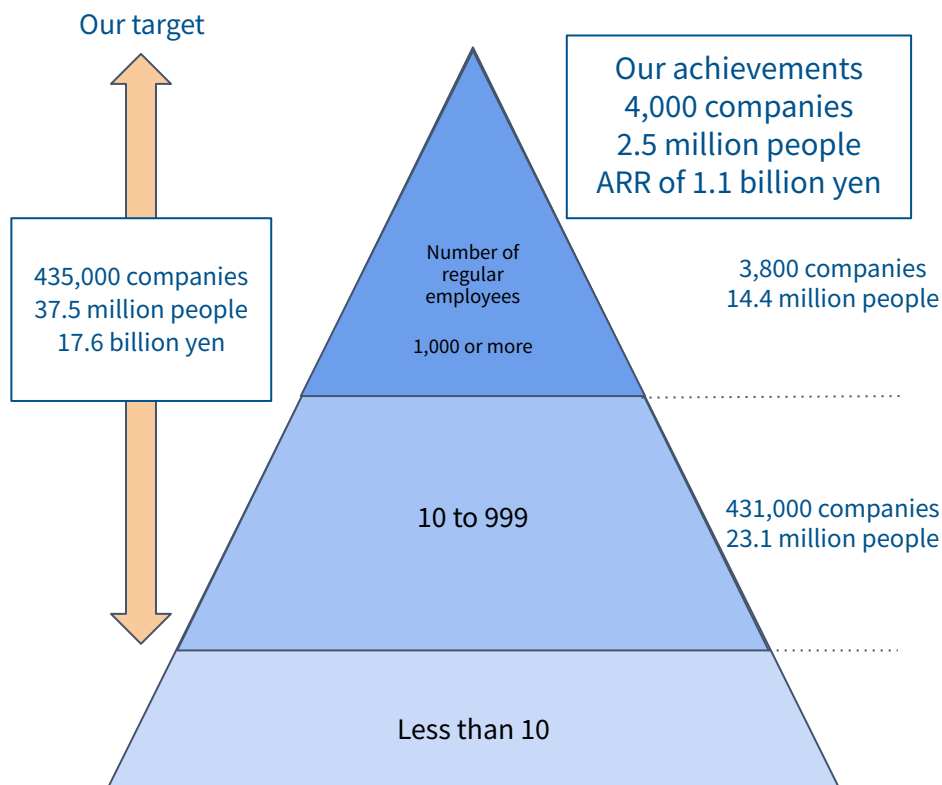 Our target
Our achievements
4,000 companies
2.5 million people
ARR of 1.1 billion yen
435,000 companies
37.5 million people
17.6 billion yen
Number of
regular
employees
1,000 or more
3,800 companies
14.4 million people
10 to 999
431,000 companies
23.1 million people
Less than 10